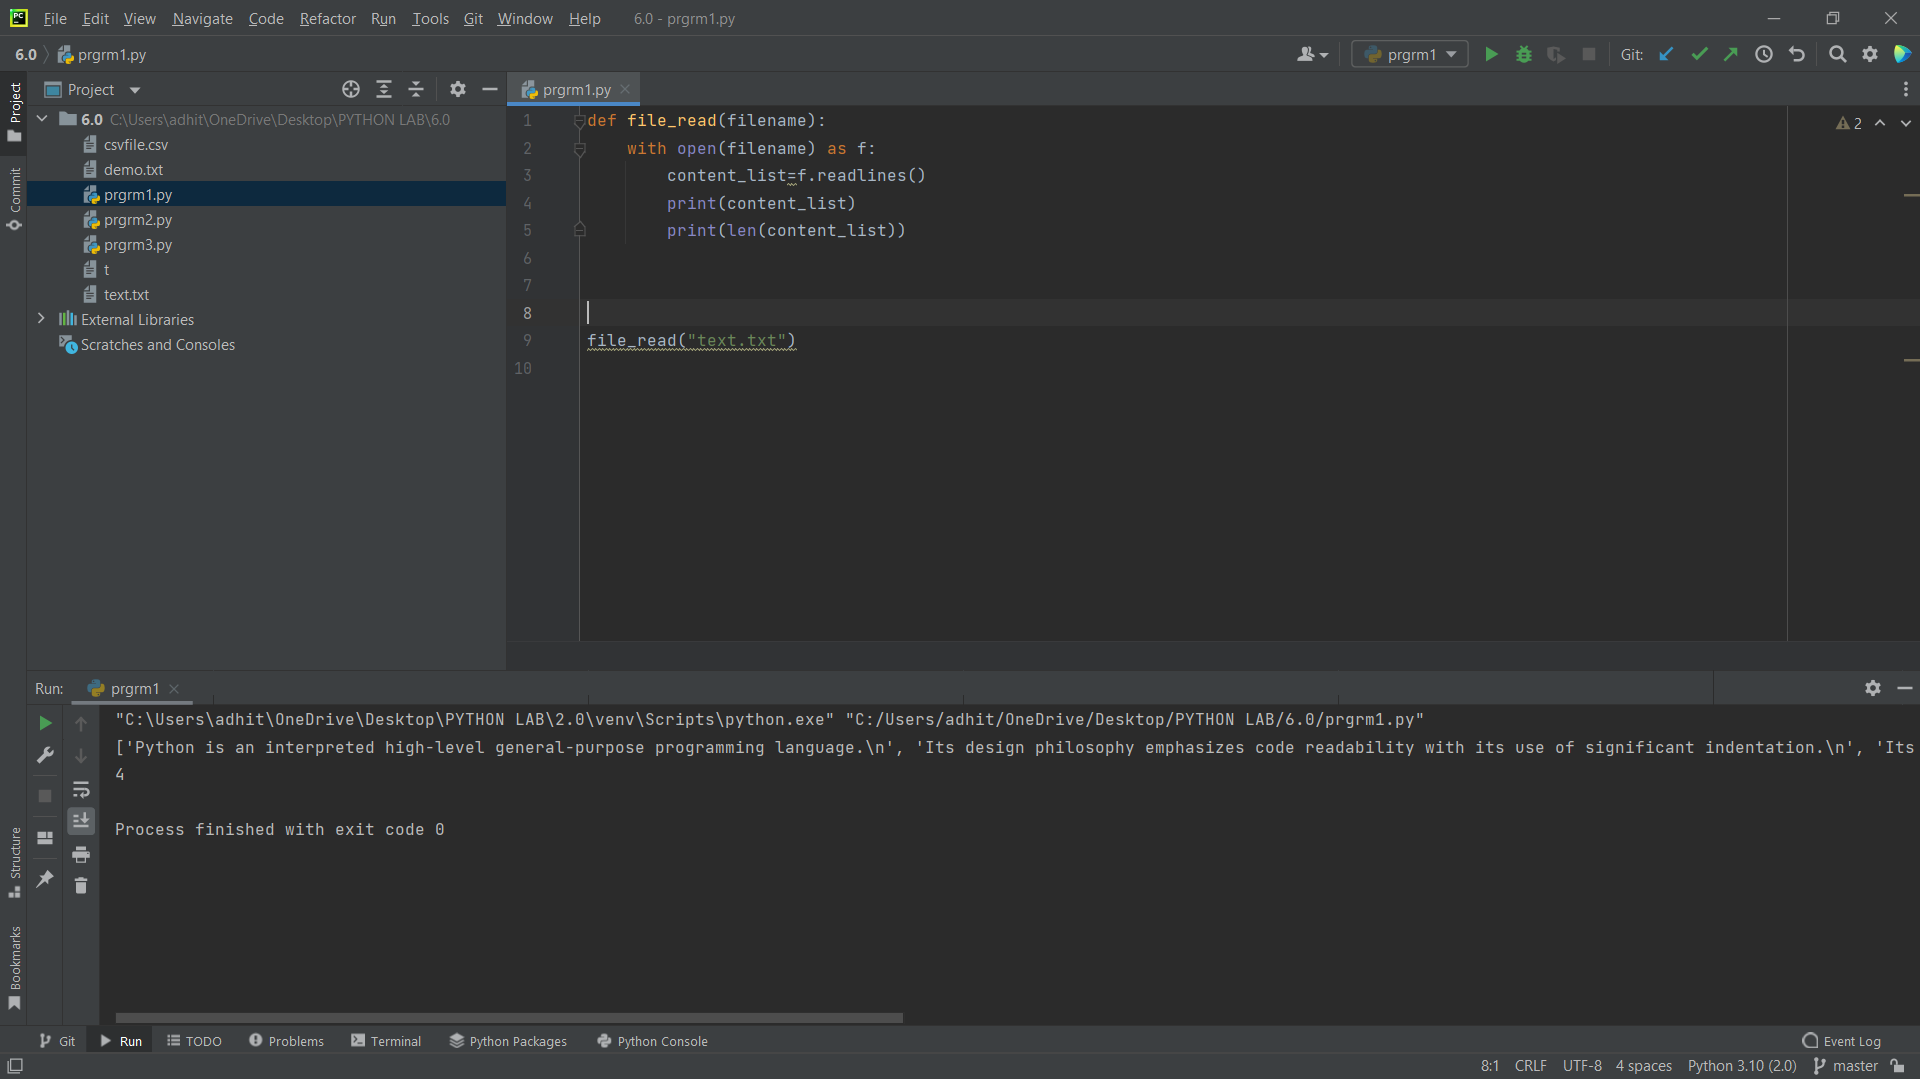 File Edit View Navigate Code Refactor Run Tools Git Window Help 6.0 - prgrm1.py
6.0 prgrm1.py prgrm1 Git:
Project
prgrm1.py
6.0 C:\Users\adhit\OneDrive\Desktop\PYTHON LAB\6.0
csvfile.csv
demo.txt
prgrm1.py
prgrm2.py
prgrm3.py
t
text.txt
External Libraries
Scratches and Consoles
Project
Commit
Structure
Bookmarks
1 def file_read(filename):
2 with open(filename) as f:
3 content_list=f.readlines()
4 print(content_list)
5 print(len(content_list))
6
7
8
9 file_read("text.txt")
10
2
Run: prgrm1
"C:\Users\adhit\OneDrive\Desktop\PYTHON LAB\2.0\venv\Scripts\python.exe" "C:/Users/adhit/OneDrive/Desktop/PYTHON LAB/6.0/prgrm1.py"
['Python is an interpreted high-level general-purpose programming language.\n', 'Its design philosophy emphasizes code readability with its use of significant indentation.\n', 'Its
4
Process finished with exit code 0
Git Run TODO Problems Terminal Python Packages Python Console Event Log
8:1 CRLF UTF-8 4 spaces Python 3.10 (2.0) master